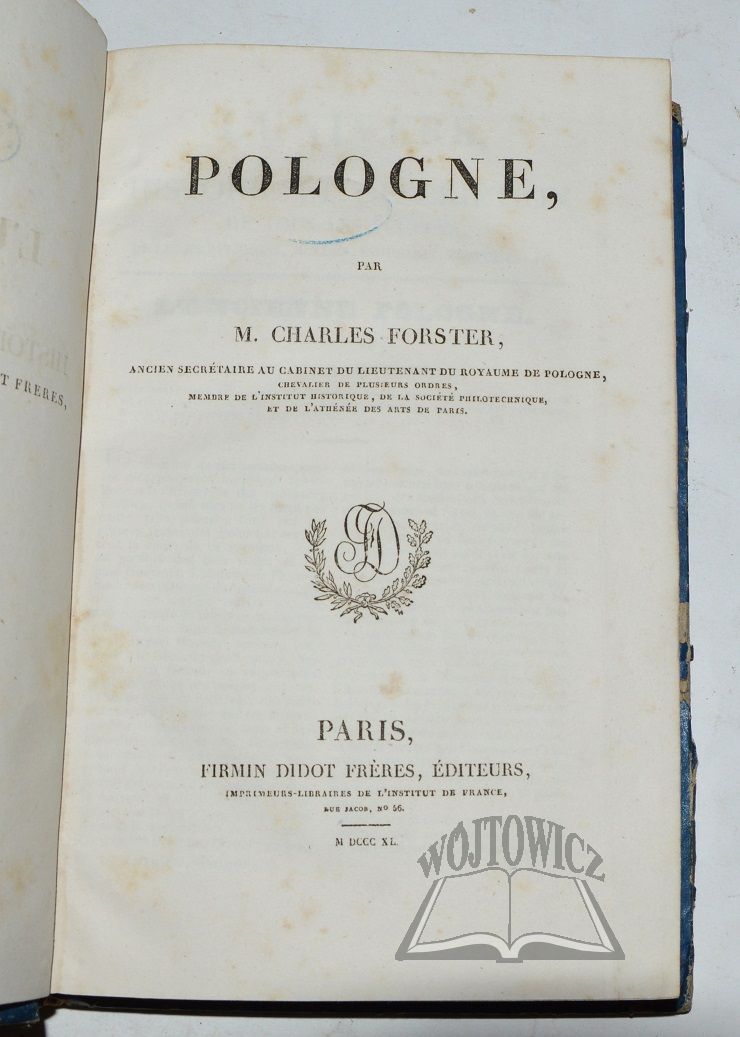 POLOGNE,
PAR
M. CHARLES FORSTER,
ANCIEN SECRÉTAIRE AU CABINET DU LIEUTENANT DU ROYAUME DE POLOGNE,
CHEVALIER DE PLUSIEURS ORDRES,
MEMBRE DE L'INSTITUT HISTORIQUE, DE LA SOCIÉTÉ PHILOTECHNIQUE,
ET DE L'ATHÉNÉE DES ARTS DE PARIS.
PARIS,
FIRMIN DIDOT FRÈRES, ÉDITEURS,
IMPRIMEURS-LIBRAIRES DE L'INSTITUT DE FRANCE,
RUE JACOB, Nº 56.
M DCCC XL.
WÓJTOWICZ
T FRERES,